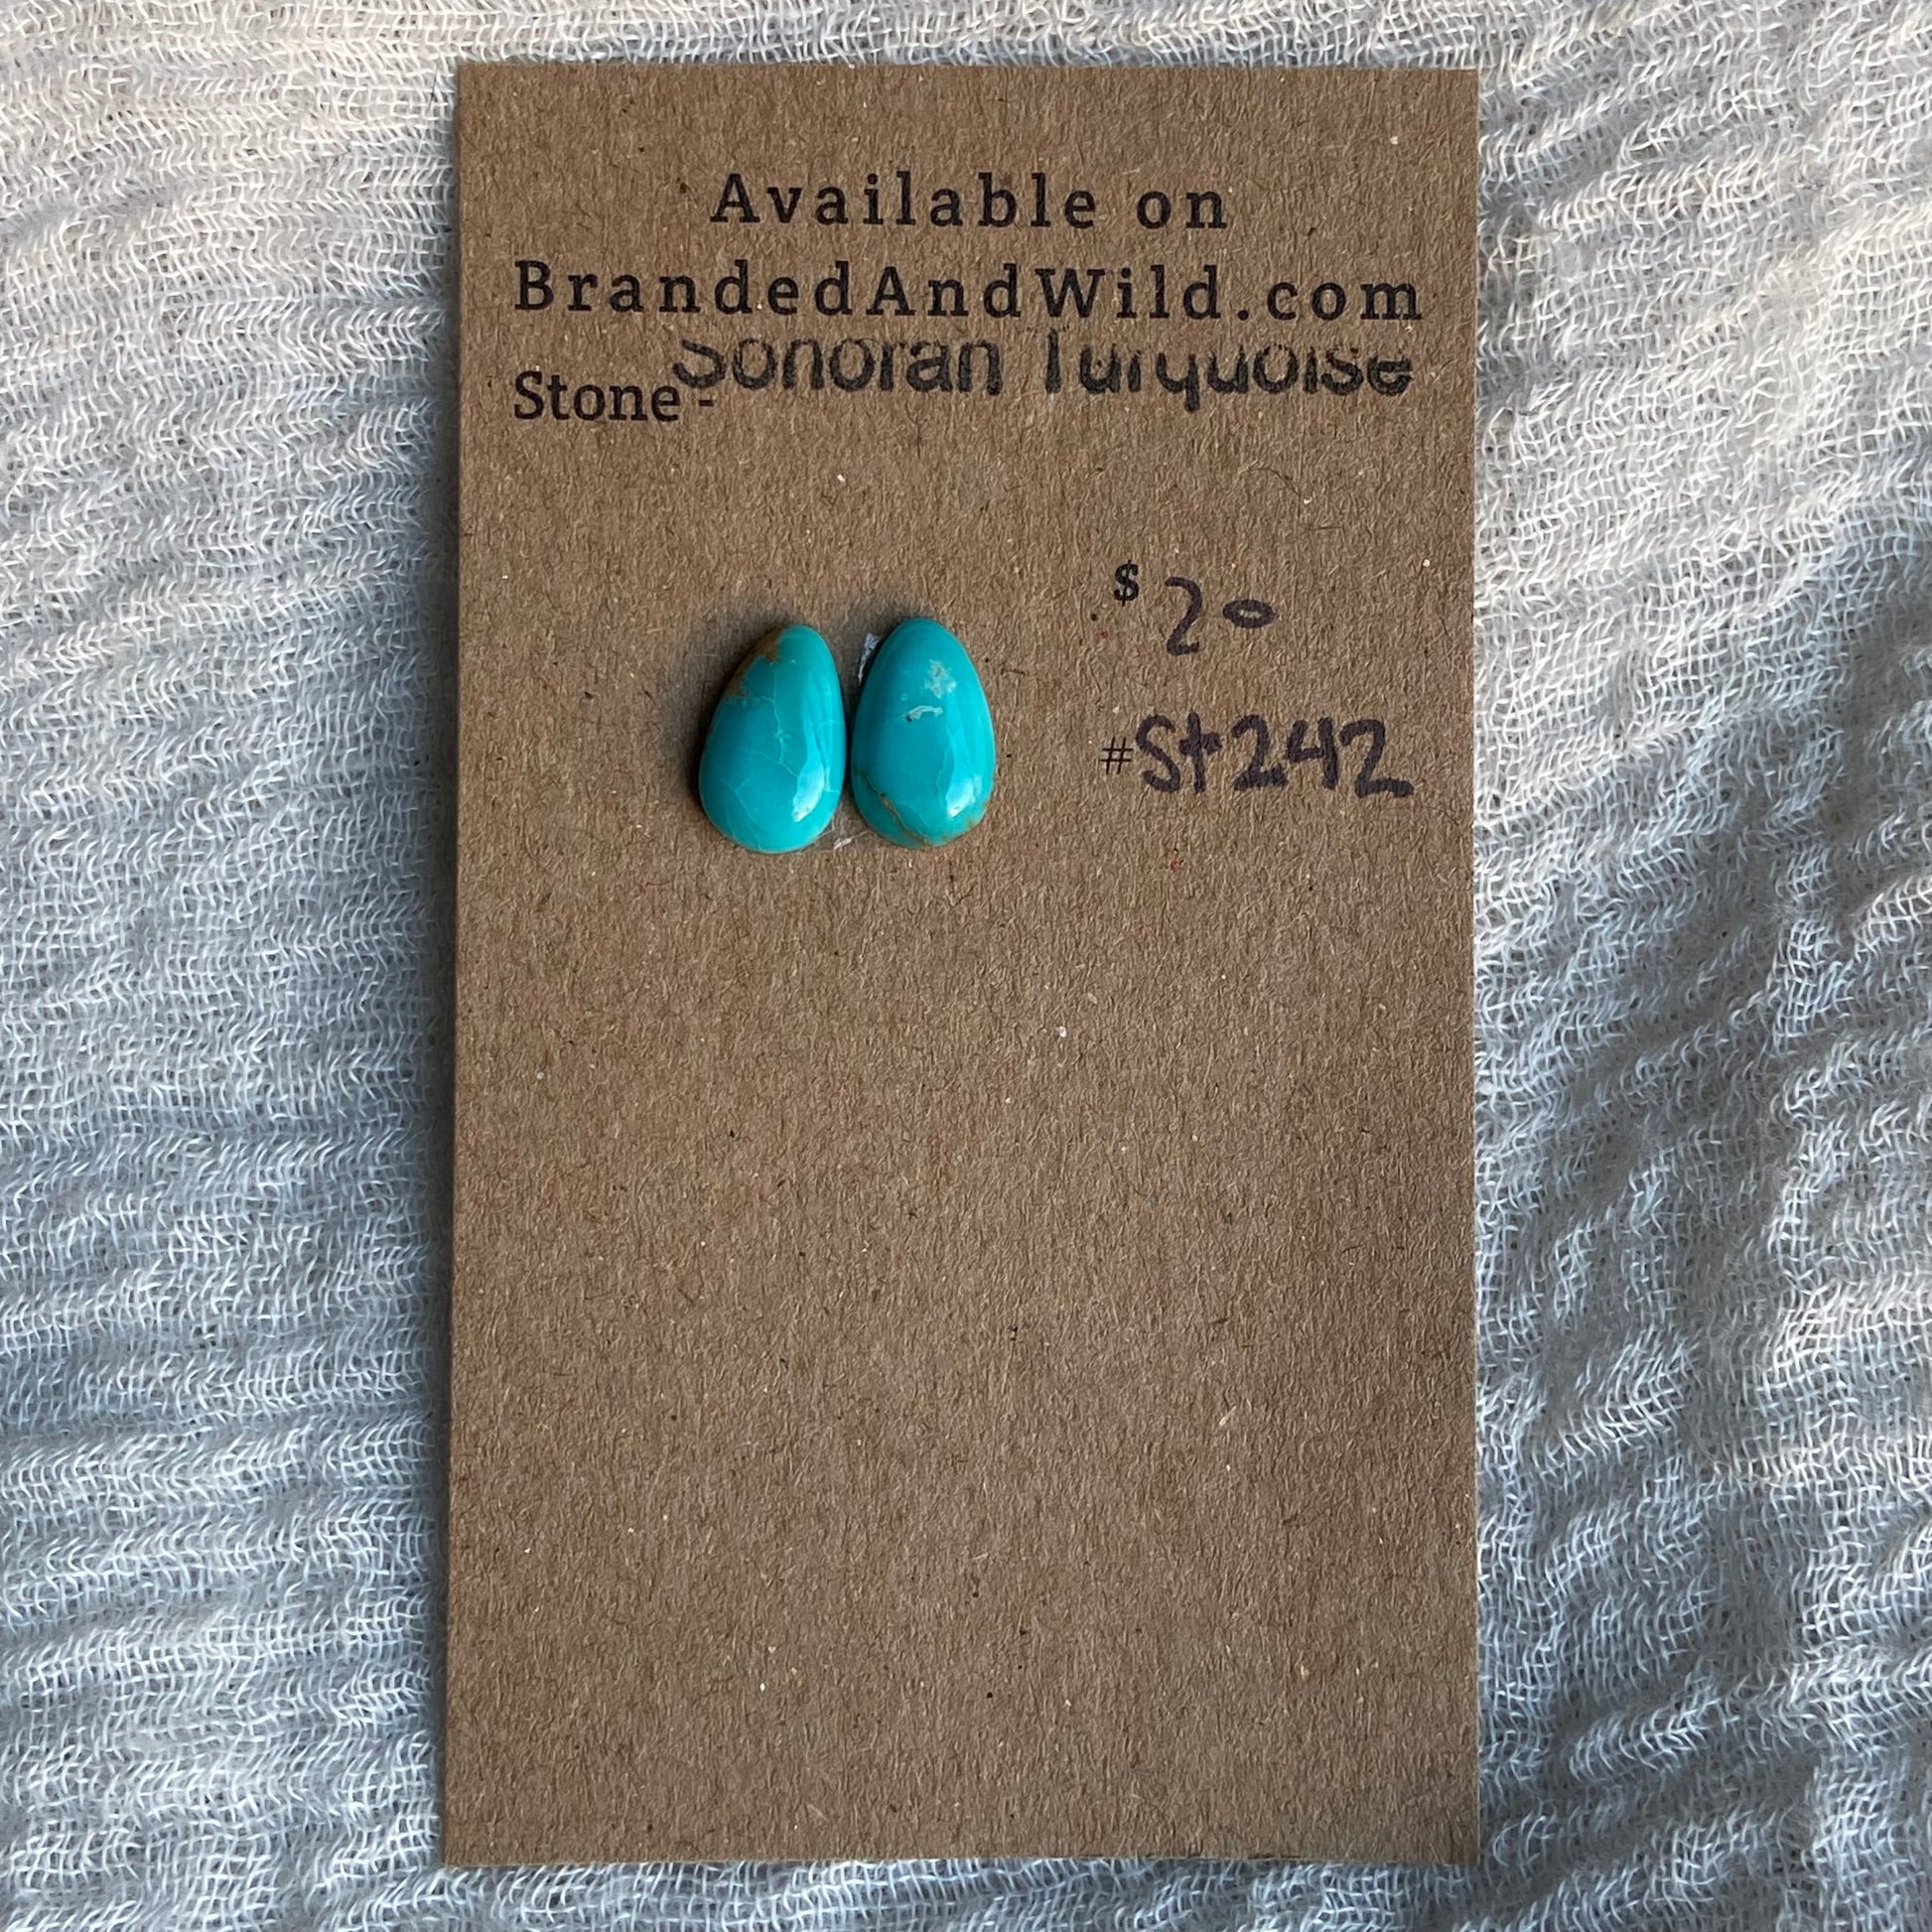 Available on
BrandedAndWild.com
Stone - Sonoran Turquoise
$ 20
#St242